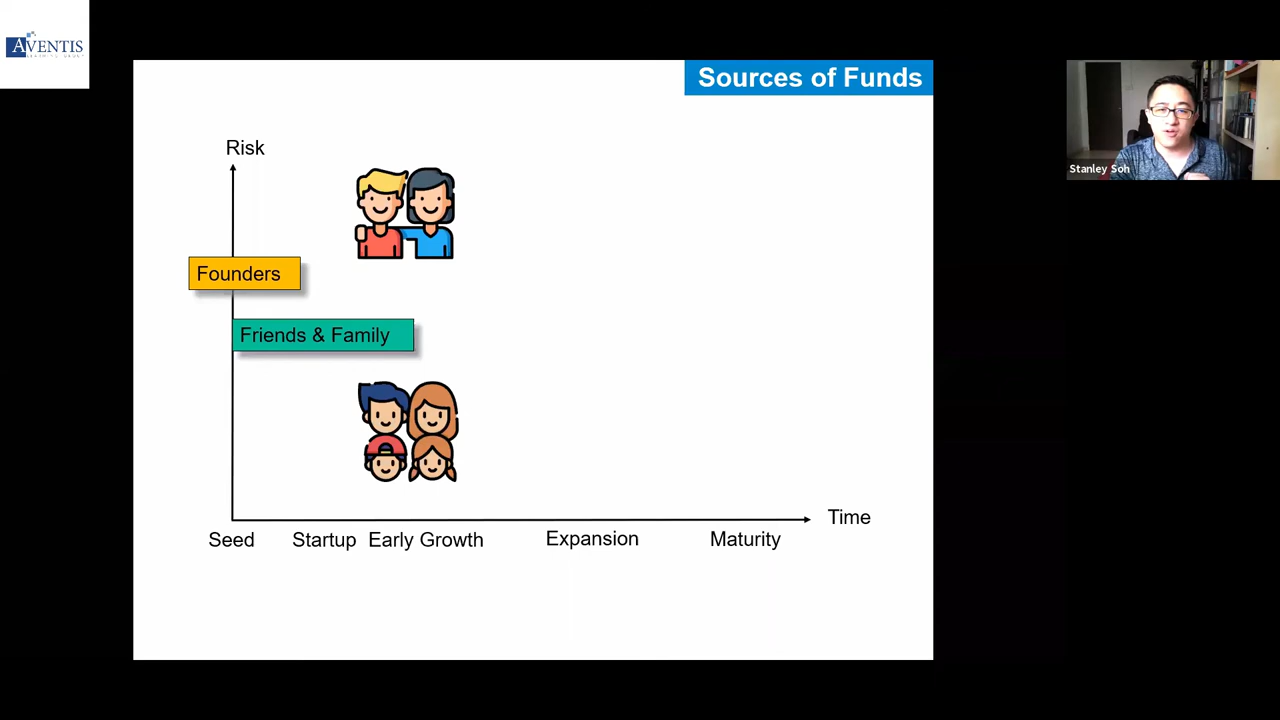 AVENTIS
Sources of Funds
Stanley Soh
Risk
Founders
Friends & Family
Time
Seed
Startup
Early Growth
Expansion
Maturity